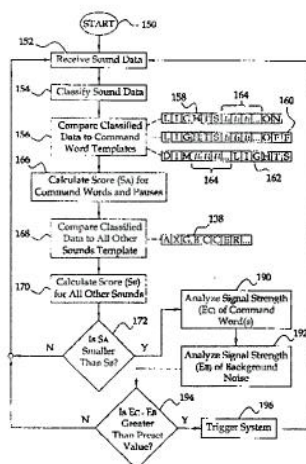 START
150
152
Receive Sound Data
154
Classify Sound Data
158
164
LIGHTS
ON
160
156
Compare Classified
Data to Command
Word Templates
LIGHTS
OFF
DIM
LIGHTS
166
164
162
Calculate Score (SA) for
Command Words and Pauses
168
Compare Classified
Data to All Other
Sounds Template
138
170
Calculate Score (SB)
for All Other Sounds
190
Analyze Signal Strength
(EC) of Command
Word(s)
172
Is SA
Smaller
Than SB?
N
Y
192
Analyze Signal Strength
(EB) of Background
Noise
194
Is EC - EB
Greater
Than Preset
Value?
N
Y
196
Trigger System